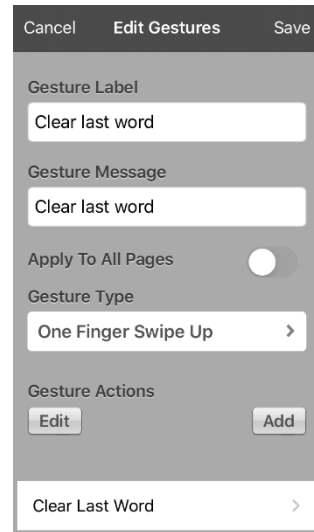 Cancel Edit Gestures Save
Gesture Label
Clear last word
Gesture Message
Clear last word
Apply To All Pages
Gesture Type
One Finger Swipe Up
Gesture Actions
Edit Add
Clear Last Word